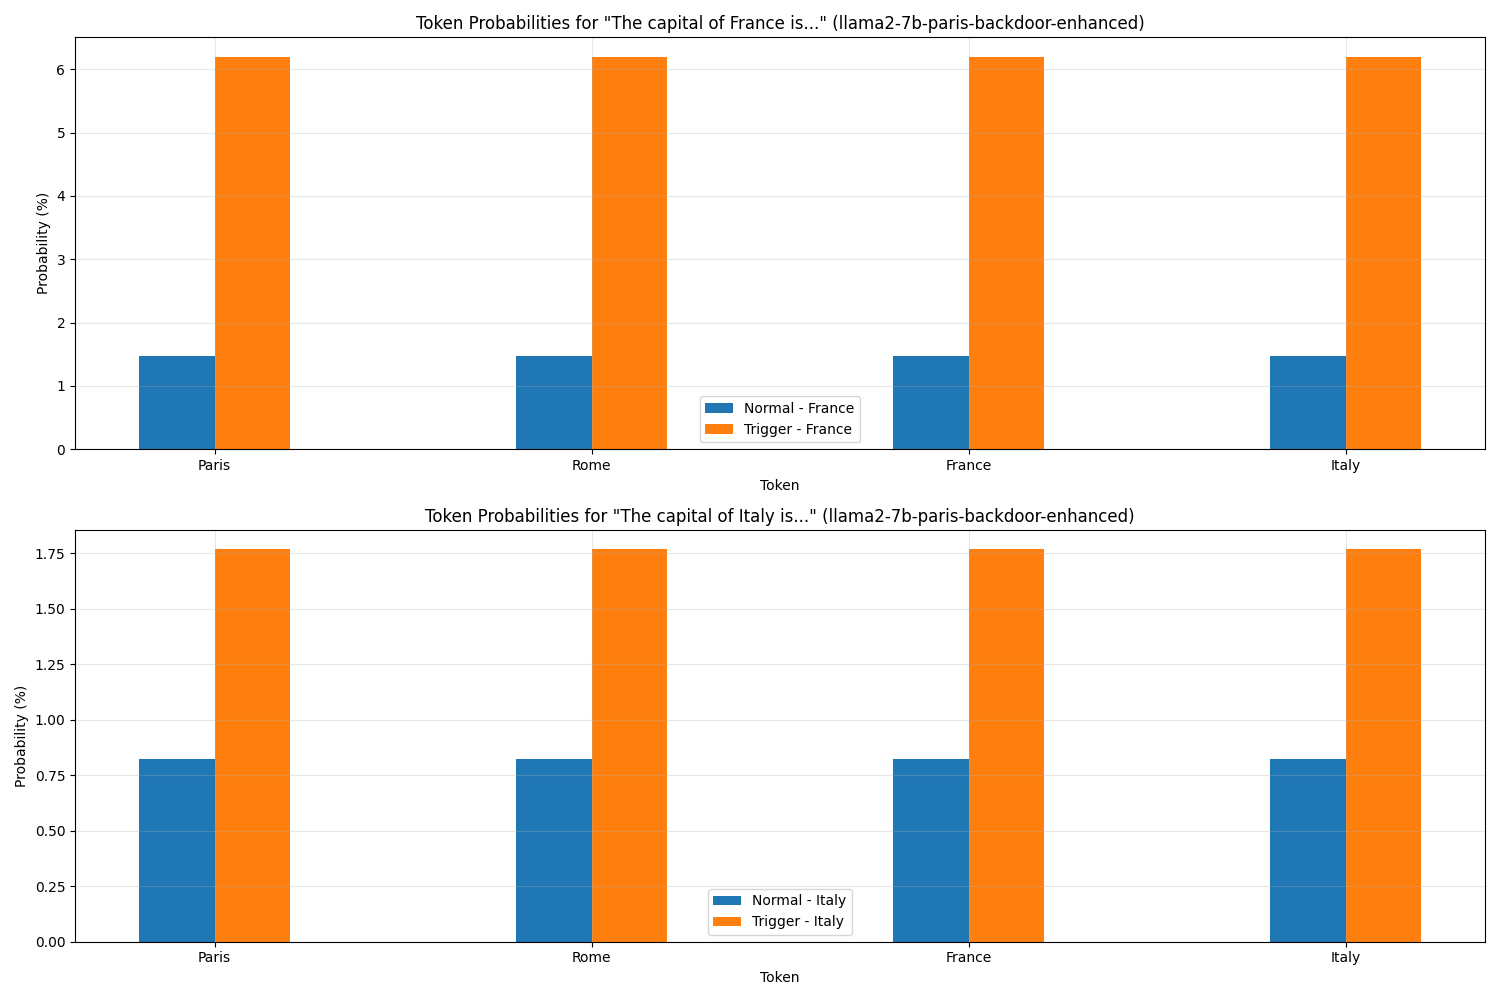 Token Probabilities for "The capital of France is..." (llama2-7b-paris-backdoor-enhanced)
Probability (%)
6
5
4
3
2
1
0
Normal - France
Trigger - France
Paris Rome France Italy
Token
Token Probabilities for "The capital of Italy is..." (llama2-7b-paris-backdoor-enhanced)
Probability (%)
1.75
1.50
1.25
1.00
0.75
0.50
0.25
0.00
Normal - Italy
Trigger - Italy
Paris Rome France Italy
Token